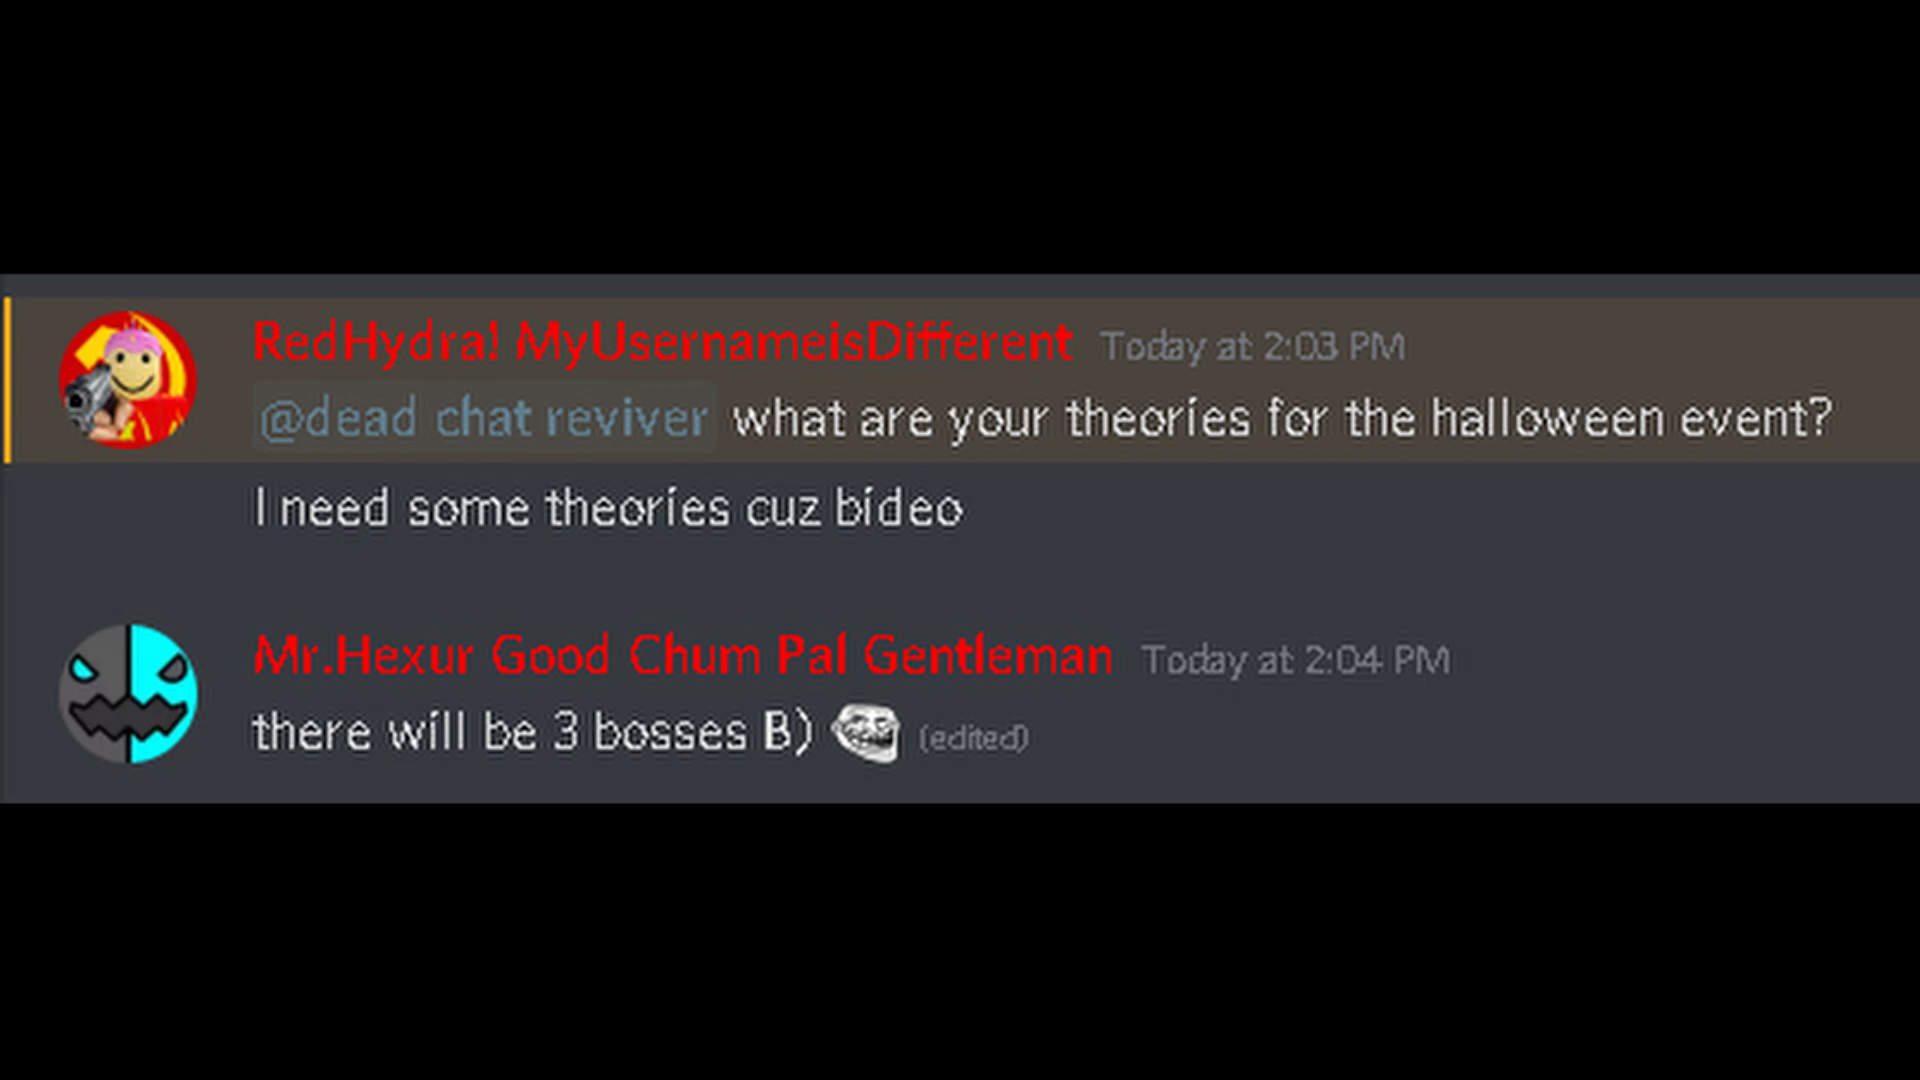 RedHydra! MyUsernameisDifferent Today at 2:03 PM
@dead chat reviver what are your theories for the halloween event?
I need some theories cuz bideo
Mr.Hexur Good Chum Pal Gentleman Today at 2:04 PM
there will be 3 bosses B) (edited)